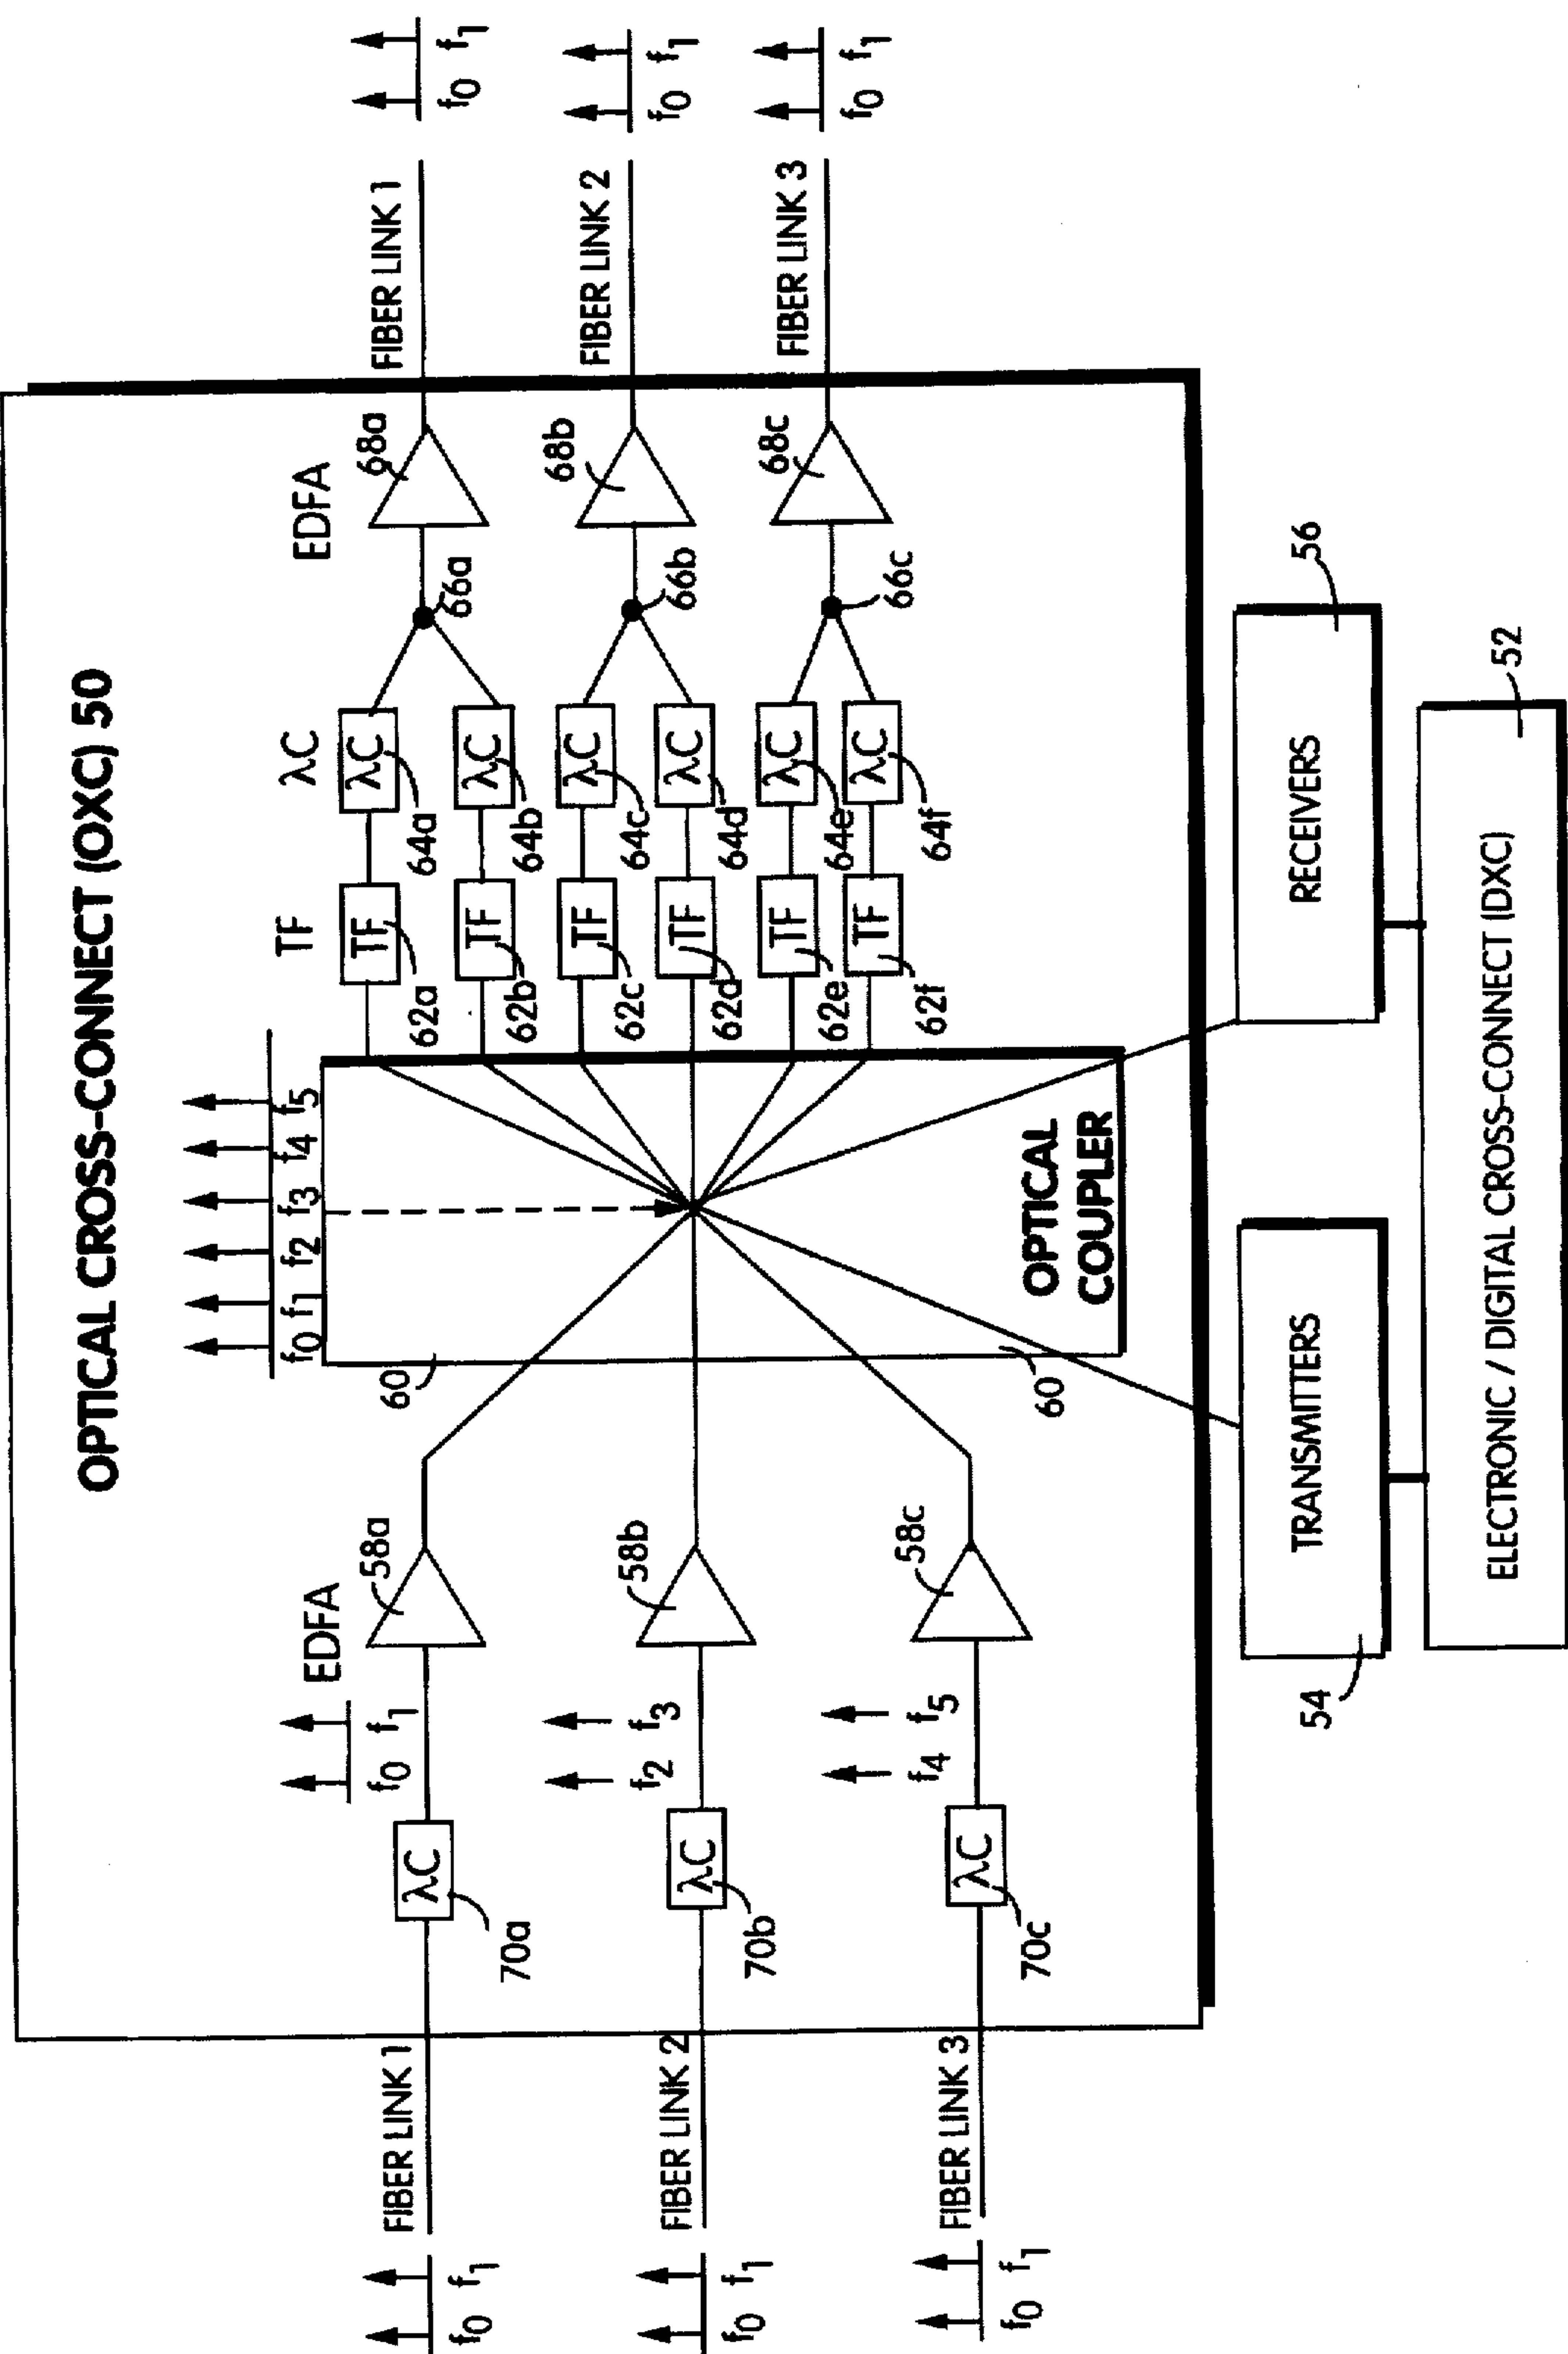 OPTICAL CROSS-CONNECT (OXC) 50
f0 f1
FIBER LINK 1
λC
70a
f0 f1
EDFA
58a
f0 f1
FIBER LINK 2
λC
70b
f2 f3
58b
f0 f1
FIBER LINK 3
λC
70c
f4 f5
58c
f0 f1 f2 f3 f4 f5
60
60
OPTICAL
COUPLER
TF
λC
EDFA
TF
62a
λC
64a
TF
62b
λC
64b
66a
68a
FIBER LINK 1
f0 f1
TF
62c
λC
64c
TF
62d
λC
64d
66b
68b
FIBER LINK 2
f0 f1
TF
62e
λC
64e
TF
62f
λC
64f
66c
68c
FIBER LINK 3
f0 f1
TRANSMITTERS
54
RECEIVERS
56
ELECTRONIC / DIGITAL CROSS-CONNECT (DXC)
52